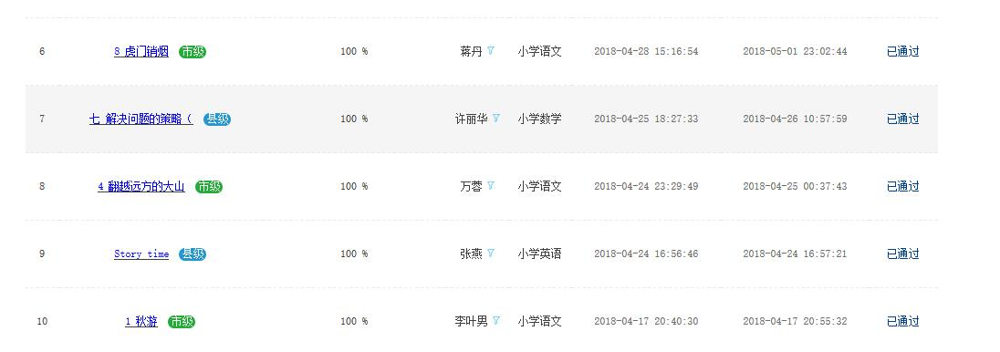 6 8 虎门销烟 市级 100 % 蒋丹 小学语文 2018-04-28 15:16:54 2018-05-01 23:02:44 已通过
7 七 解决问题的策略（ 县级 100 % 许丽华 小学数学 2018-04-25 18:27:33 2018-04-26 10:57:59 已通过
8 4 翻越远方的大山 市级 100 % 万蓉 小学语文 2018-04-24 23:29:49 2018-04-25 00:37:43 已通过
9 Story time 县级 100 % 张燕 小学英语 2018-04-24 16:56:46 2018-04-24 16:57:21 已通过
10 1 秋游 市级 100 % 李叶男 小学语文 2018-04-17 20:40:30 2018-04-17 20:55:32 已通过